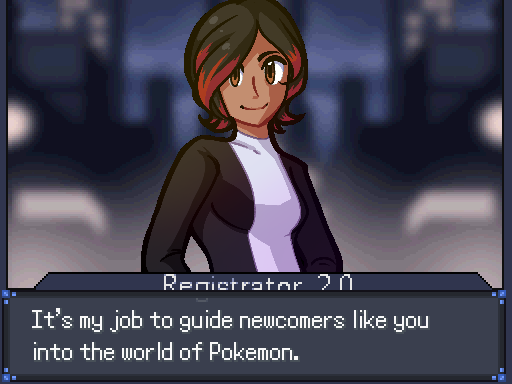 Registrator 2.0
It's my job to guide newcomers like you
into the world of Pokemon.